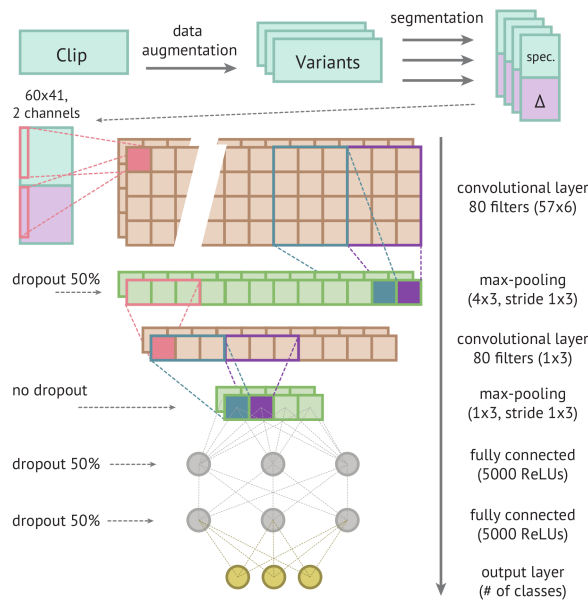 Clip
data
augmentation
Variants
segmentation
spec.
Δ
60x41,
2 channels
convolutional layer
80 filters (57x6)
dropout 50%
max-pooling
(4x3, stride 1x3)
convolutional layer
80 filters (1x3)
no dropout
max-pooling
(1x3, stride 1x3)
dropout 50%
fully connected
(5000 ReLUs)
dropout 50%
fully connected
(5000 ReLUs)
output layer
(# of classes)